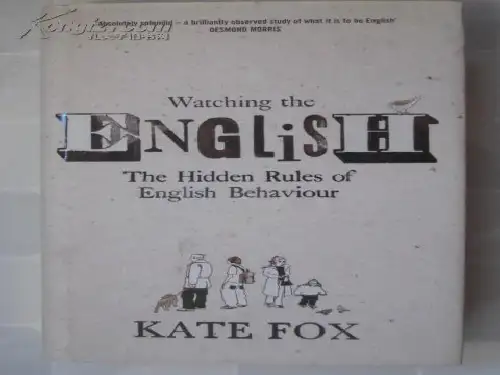 'Absolutely splendid – a brilliantly observed study of what it is to be English'
DESMOND MORRIS
Watching the
ENGLiSH
The Hidden Rules of
English Behaviour
KATE FOX